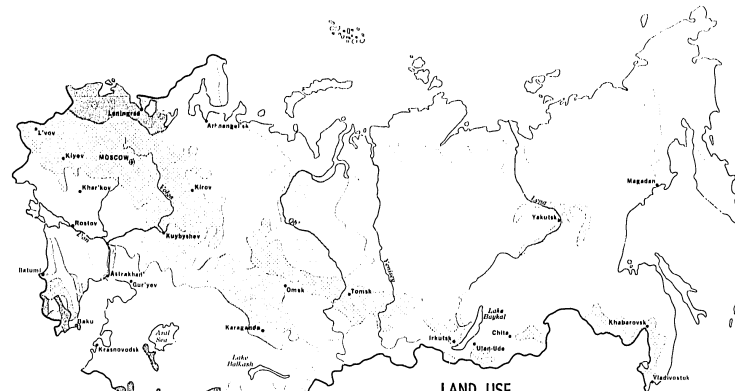 Leningrad
L'vov
Arkhangel'sk
Kiyev
MOSCOW
Khar'kov
Volga
Kirov
Magadan
Lena
Yakutsk
Ob
Rostov
Don
Kuybyshev
Yenisey
Batumi
Astrakhan'
Gur'yev
Omsk
Tomsk
Lake
Baykal
Baku
Aral
Sea
Karaganda
Irkutsk
Chita
Ulan-Ude
Khabarovsk
Krasnovodsk
Lake
Balkash
Vladivostok
LAND USE